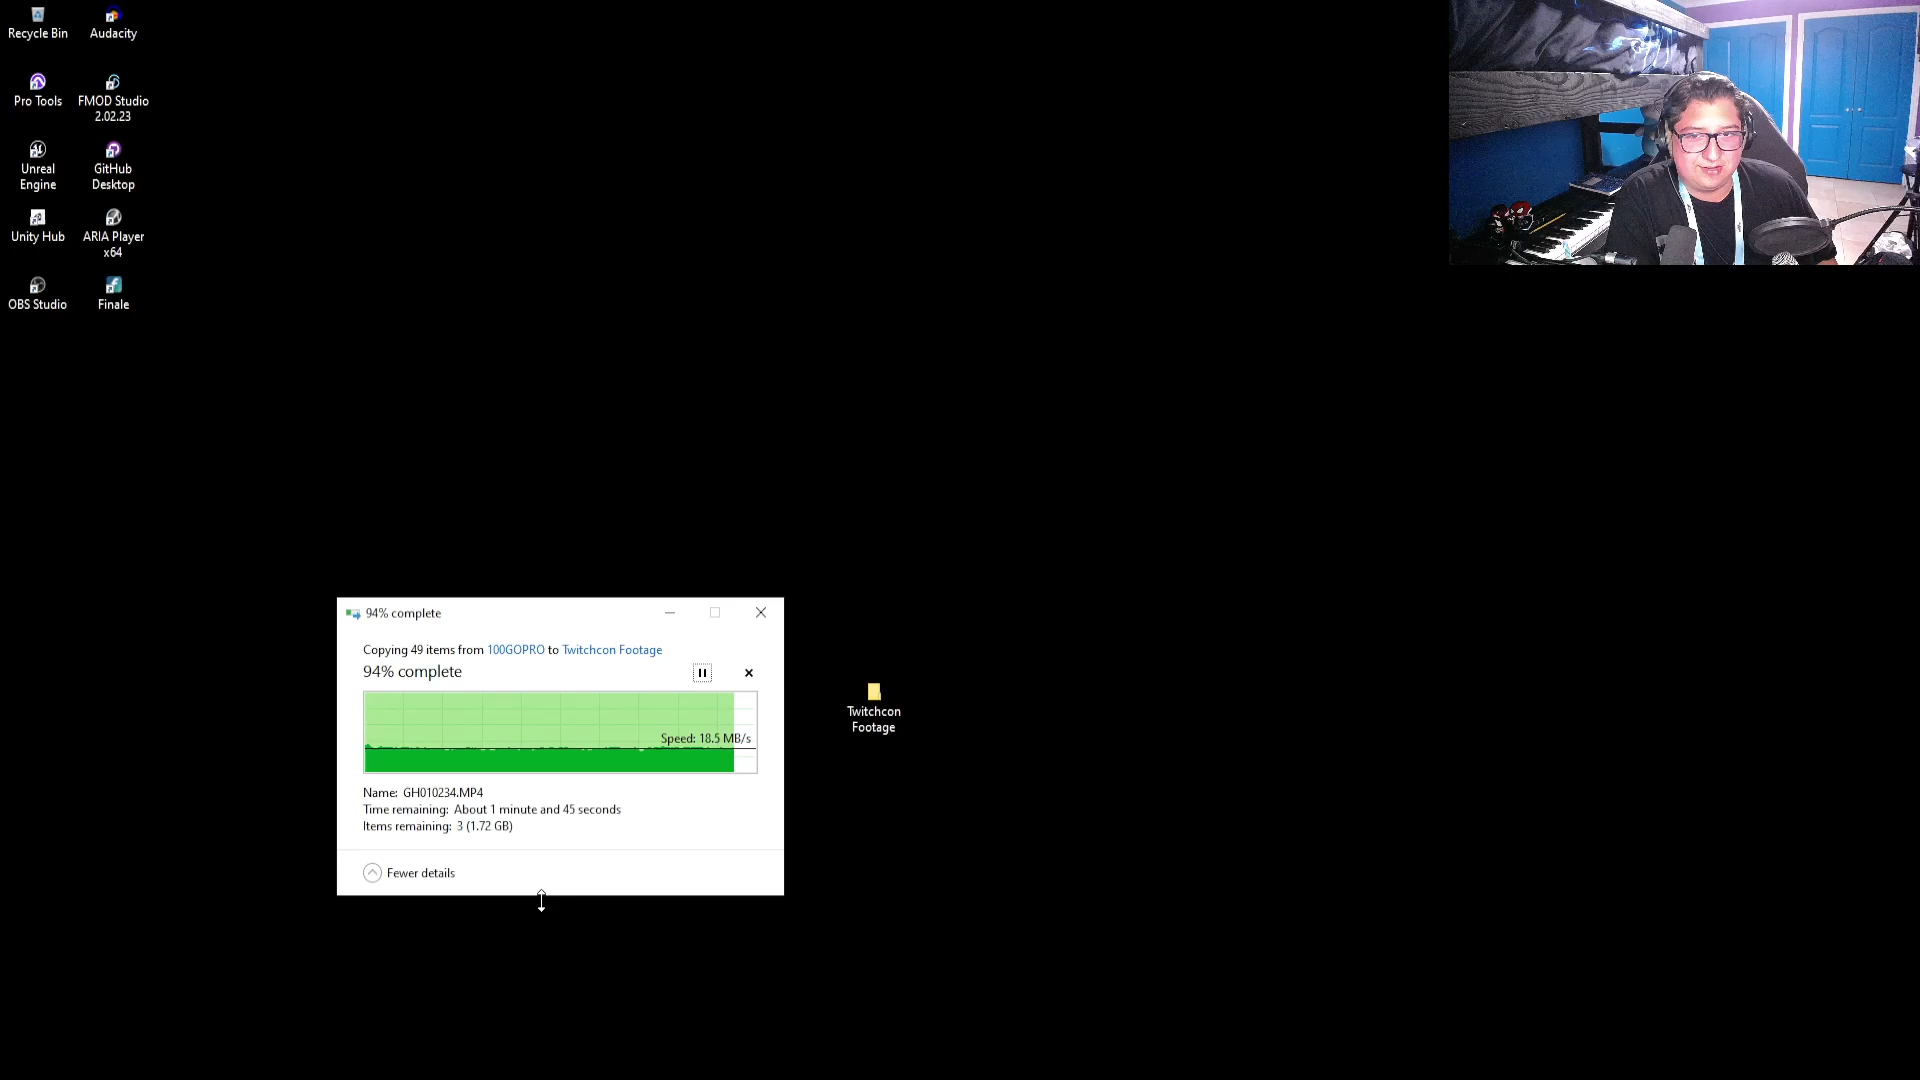 Recycle Bin
Audacity
Pro Tools
FMOD Studio
2.02.23
Unreal
Engine
GitHub
Desktop
Unity Hub
ARIA Player
x64
OBS Studio
Finale
94% complete
Copying 49 items from 100GOPRO to Twitchcon Footage
94% complete
Speed: 18.5 MB/s
Name: GH010234.MP4
Time remaining: About 1 minute and 45 seconds
Items remaining: 3 (1.72 GB)
Fewer details
Twitchcon
Footage